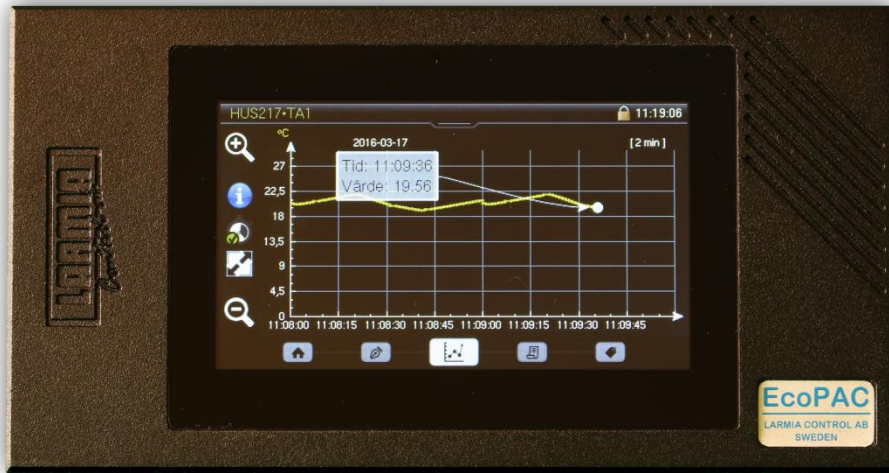 HUS217•TA1
11:19:06
°C
2016-03-17
[2 min]
Tid: 11:09:36
Värde: 19.56
27
22,5
18
13,5
9
4,5
0
11:08:00 11:08:15 11:08:30 11:08:45 11:09:00 11:09:15 11:09:30 11:09:45
LARMIA
Control
EcoPAC
LARMIA CONTROL AB
SWEDEN